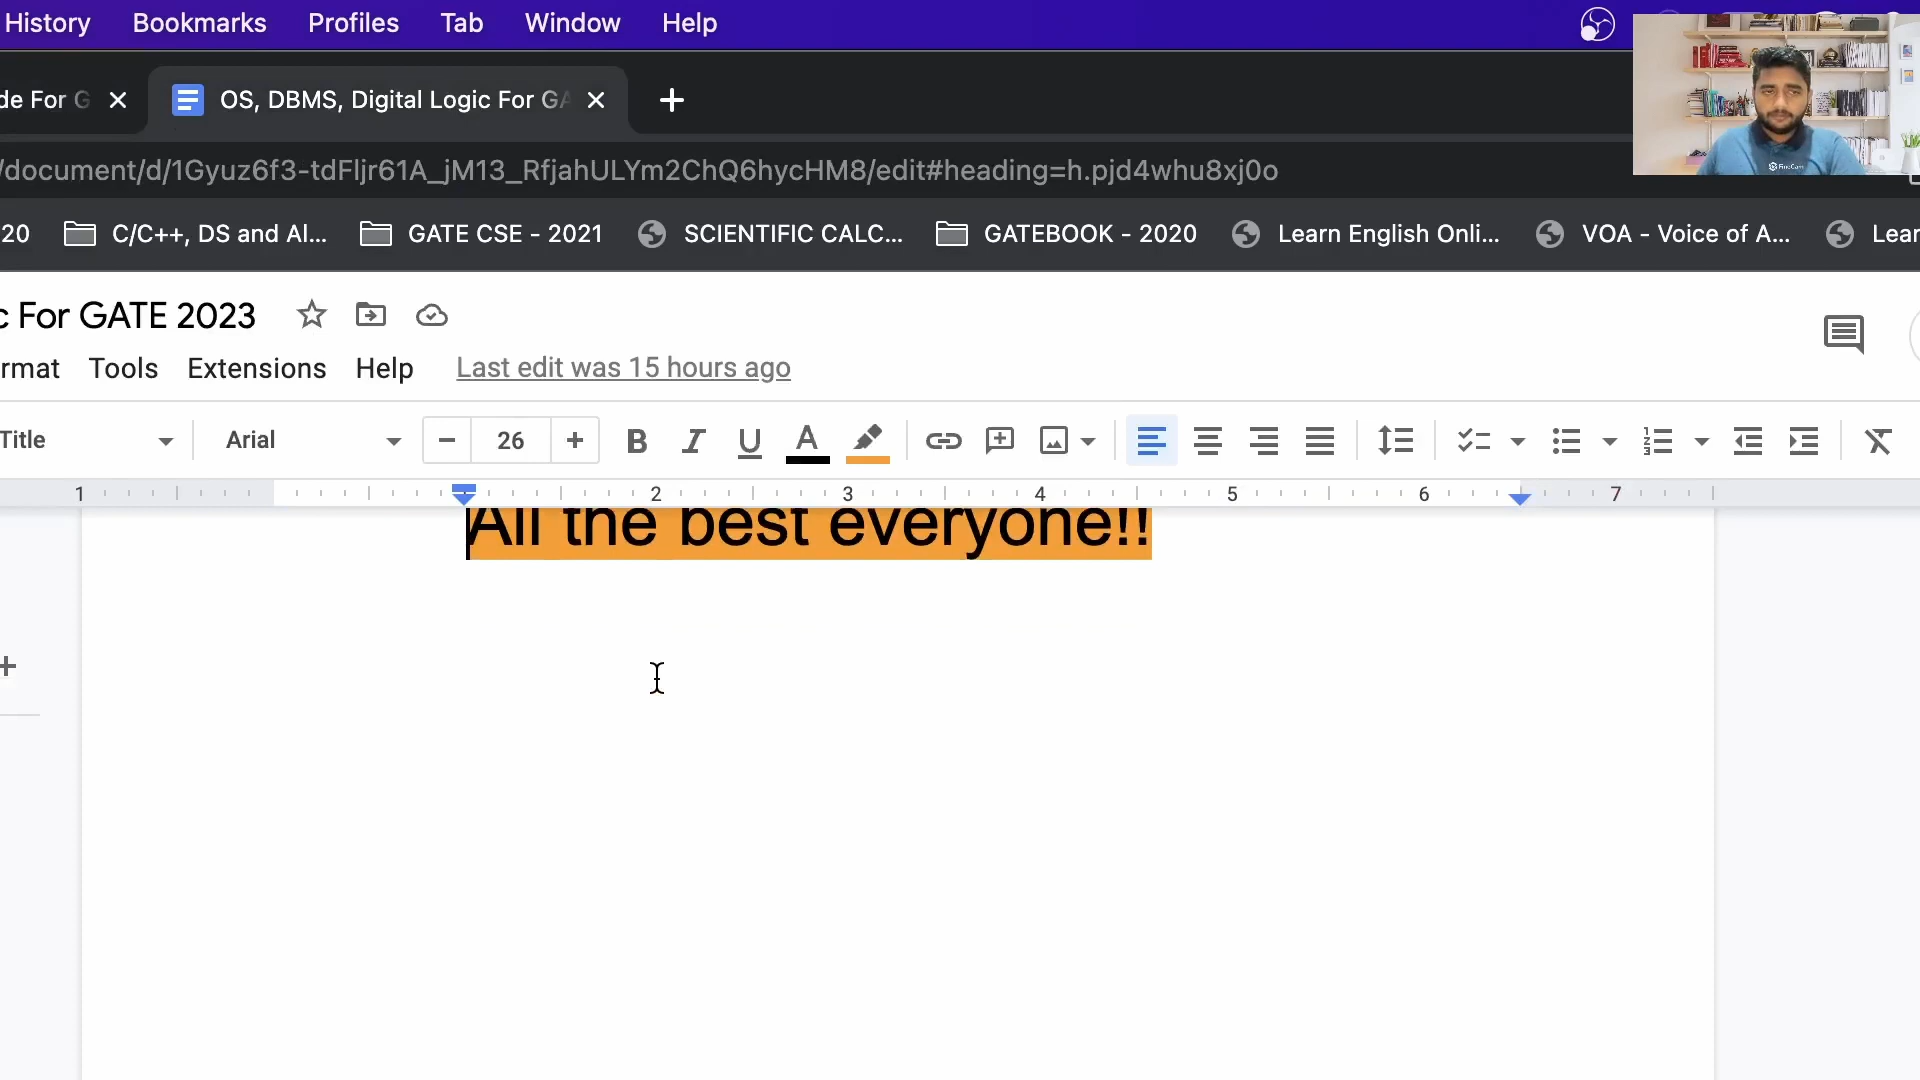 History Bookmarks Profiles Tab Window Help
de For G OS, DBMS, Digital Logic For GA
/document/d/1Gyuz6f3-tdFljr61A_jM13_RfjahULYm2ChQ6hycHM8/edit#heading=h.pjd4whu8xj0o
20 C/C++, DS and Al... GATE CSE - 2021 SCIENTIFIC CALC... GATEBOOK - 2020 Learn English Onli... VOA - Voice of A... Lear
c For GATE 2023
rmat Tools Extensions Help Last edit was 15 hours ago
Title Arial 26
1 2 3 4 5 6 7
All the best everyone!!
FineCam